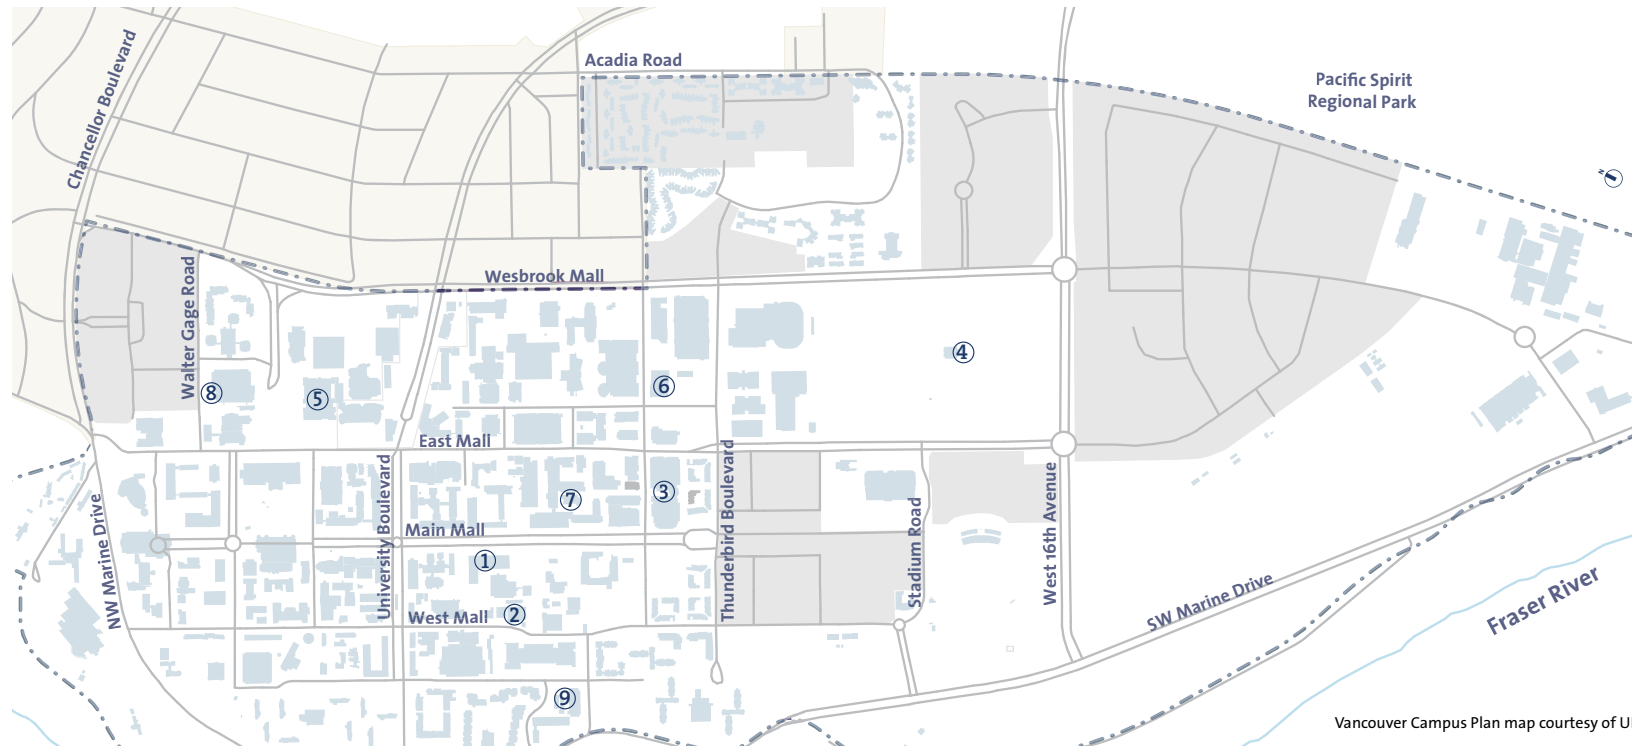 Acadia Road
Pacific Spirit
Regional Park
Chancellor Boulevard
N
Wesbrook Mall
Walter Gage Road
4
8
5
6
East Mall
University Boulevard
Thunderbird Boulevard
NW Marine Drive
7
3
Main Mall
Stadium Road
West 16th Avenue
1
SW Marine Drive
Fraser River
West Mall
2
9
Vancouver Campus Plan map courtesy of U